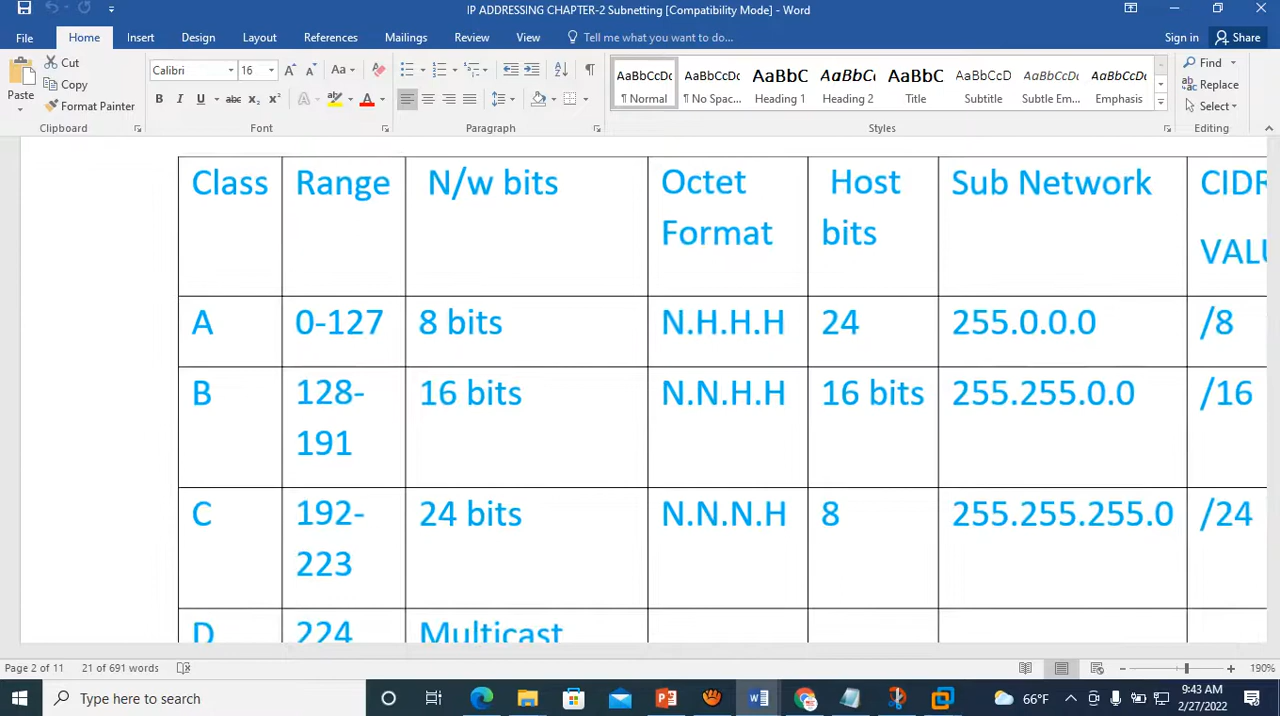 IP ADDRESSING CHAPTER-2 Subnetting [Compatibility Mode] - Word
File Home Insert Design Layout References Mailings Review View Tell me what you want to do... Sign in Share
Paste Cut
Copy
Format Painter
Clipboard
Calibri 16 Aa
B I U abc x₂ x² A A
Font
Paragraph
AaBbCcDc AaBbCcDc AaBbC AaBbCc AaBbC AaBbCcD AaBbCcDc AaBbCcDc
¶ Normal ¶ No Spac... Heading 1 Heading 2 Title Subtitle Subtle Em... Emphasis
Styles
Find
Replace
Select
Editing
Class Range N/w bits Octet Format Host bits Sub Network CIDR VALU
A 0-127 8 bits N.H.H.H 24 255.0.0.0 /8
B 128-191 16 bits N.N.H.H 16 bits 255.255.0.0 /16
C 192-223 24 bits N.N.N.H 8 255.255.255.0 /24
D 224 Multicast
Page 2 of 11 21 of 691 words 190%
Type here to search 66°F 9:43 AM
2/27/2022